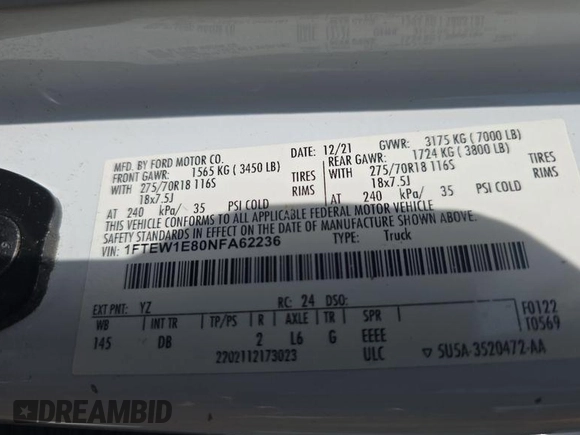 MFD. BY FORD MOTOR CO.
DATE: 12/21
GVWR: 3175 KG ( 7000 LB)
FRONT GAWR: 1565 KG ( 3450 LB)
REAR GAWR: 1724 KG ( 3800 LB)
WITH 275/70R18 116S TIRES
WITH 275/70R18 116S TIRES
18x7.5J RIMS
18x7.5J RIMS
AT 240 kPa/ 35 PSI COLD
AT 240 kPa/ 35 PSI COLD
THIS VEHICLE CONFORMS TO ALL APPLICABLE FEDERAL MOTOR VEHICLE
SAFETY STANDARDS IN EFFECT ON THE DATE OF MANUFACTURE SHOWN ABOVE.
VIN: 1FTEW1E80NFA62236
TYPE: Truck
EXT PNT: YZ RC: 24 DSO:
WB INT TR TP/PS R AXLE TR SPR
145 DB 2 L6 G EEEE
2202112173023 ULC
F0122
T0569
▽ SU5A-3520472-AA
DREAMBID